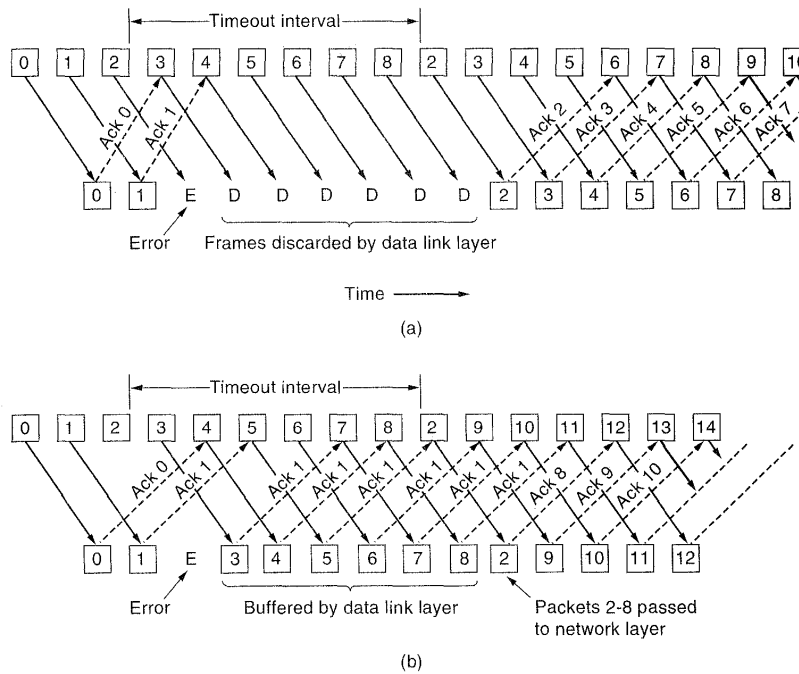 Timeout interval
0 1 2 3 4 5 6 7 8 2 3 4 5 6 7 8 9 10
Ack 0 Ack 1 Ack 2 Ack 3 Ack 4 Ack 5 Ack 6 Ack 7
0 1 E D D D D D D 2 3 4 5 6 7 8
Error
Frames discarded by data link layer
Time
(a)
Timeout interval
0 1 2 3 4 5 6 7 8 2 9 10 11 12 13 14
Ack 0 Ack 1 Ack 1 Ack 1 Ack 1 Ack 1 Ack 1 Ack 1 Ack 8 Ack 9 Ack 10
0 1 E 3 4 5 6 7 8 2 9 10 11 12
Error
Buffered by data link layer
Packets 2-8 passed
to network layer
(b)